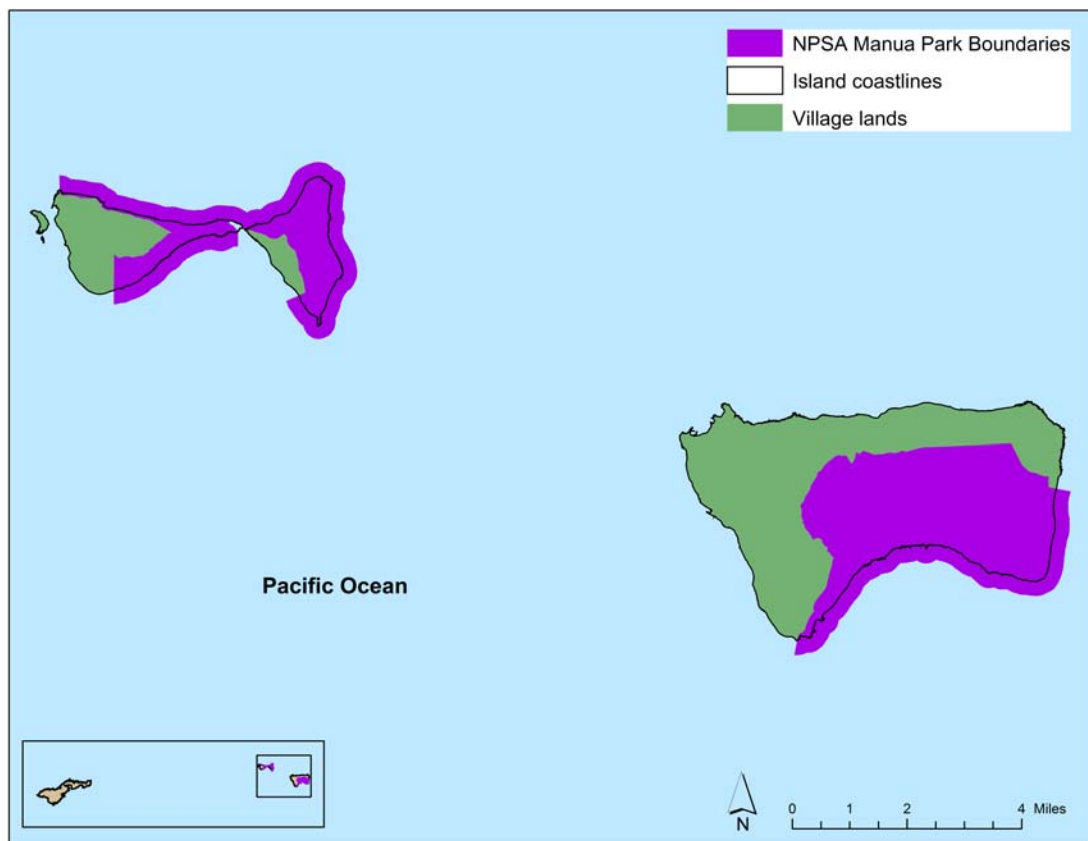 NPSA Manua Park Boundaries
Island coastlines
Village lands
Pacific Ocean
N
0 1 2 4 Miles